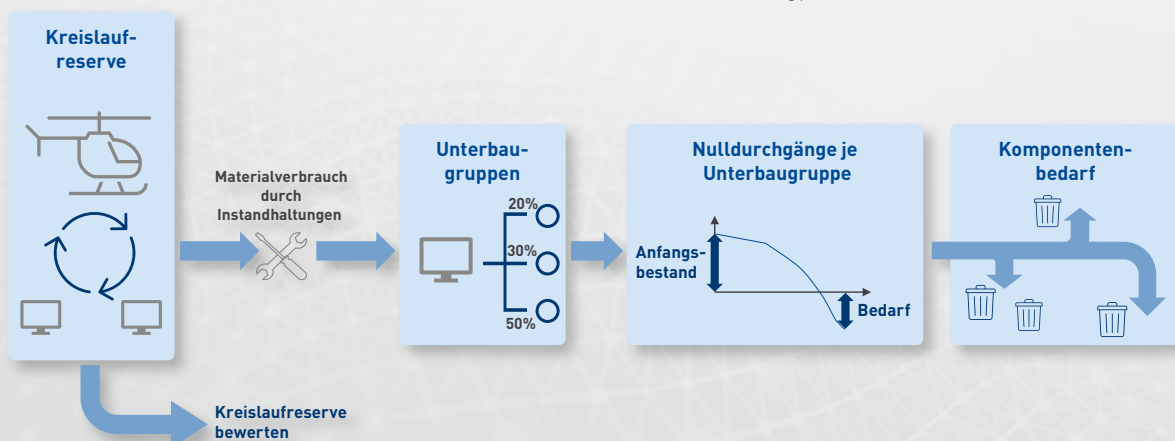 Kreislauf-
reserve
Materialverbrauch
durch
Instandhaltungen
Unterbau-
gruppen
20%
30%
50%
Nulldurchgänge je
Unterbaugruppe
Anfangs-
bestand
Bedarf
Komponenten-
bedarf
Kreislaufreserve
bewerten